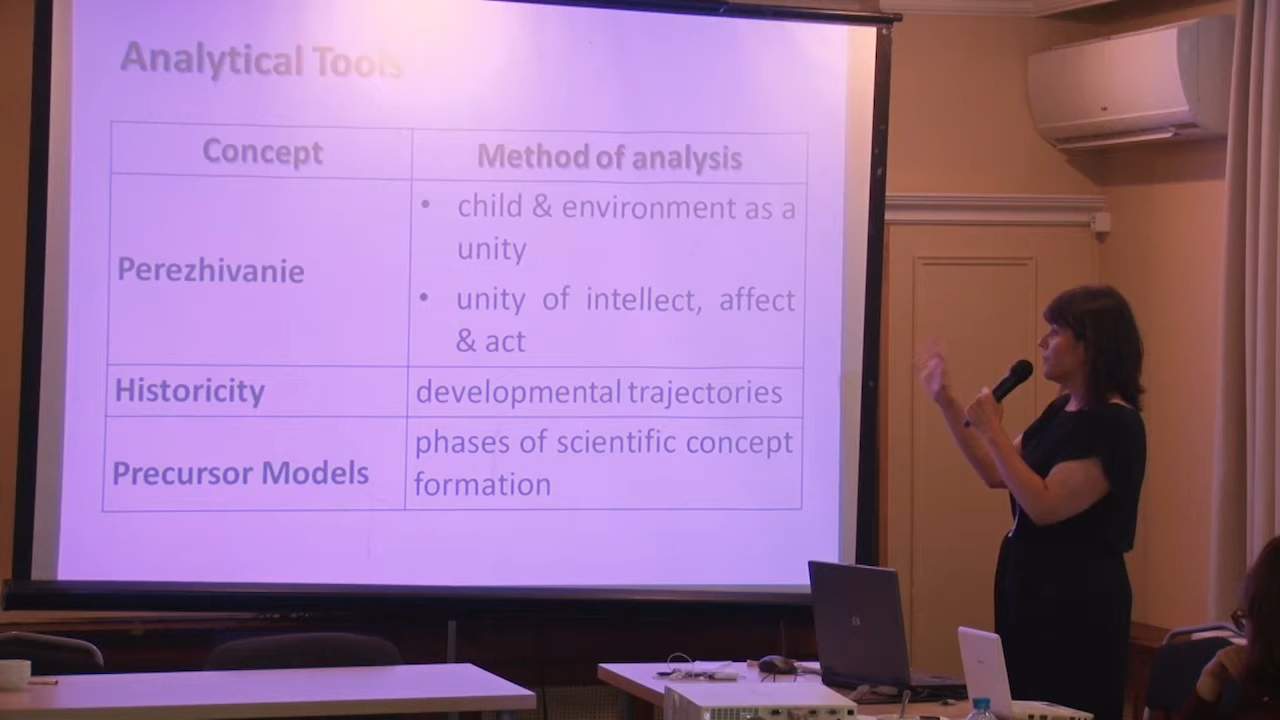 Analytical Tools
Concept
Method of analysis
Perezhivanie
• child & environment as a
unity
• unity of intellect, affect
& act
Historicity
developmental trajectories
Precursor Models
phases of scientific concept
formation